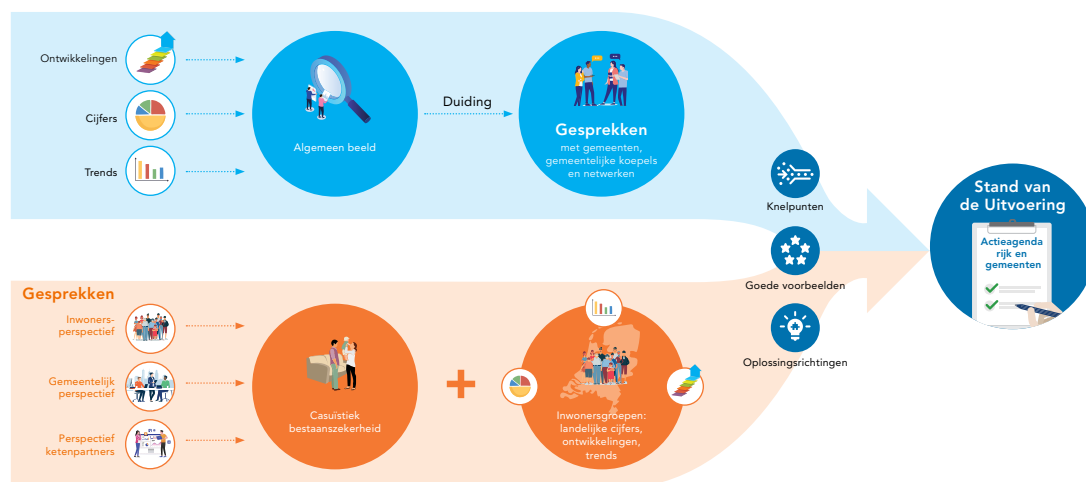 Ontwikkelingen
Cijfers
Trends
Algemeen beeld
Duiding
Gesprekken
met gemeenten,
gemeentelijke koepels
en netwerken
Gesprekken
Inwoners-
perspectief
Gemeentelijk
perspectief
Perspectief
ketenpartners
Casuïstiek
bestaanszekerheid
+
Inwonersgroepen:
landelijke cijfers,
ontwikkelingen,
trends
Knelpunten
Goede voorbeelden
Oplossingsrichtingen
Stand van
de Uitvoering
Actieagenda
rijk en
gemeenten